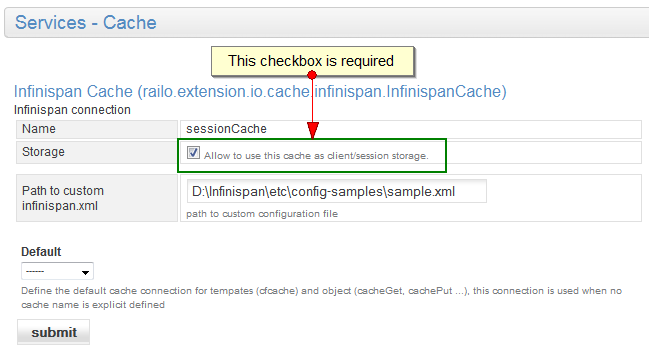 Services - Cache
This checkbox is required
Infinispan Cache (railo.extension.io.cache.infinispan.InfinispanCache)
Infinispan connection
Name sessionCache
Storage Allow to use this cache as client/session storage.
Path to custom
infinispan.xml
D:\Infinispan\etc\config-samples\sample.xml
path to custom configuration file
Default
------
Define the default cache connection for tempates (cfcache) and object (cacheGet, cachePut ...), this connection is used when no
cache name is explicit defined
submit